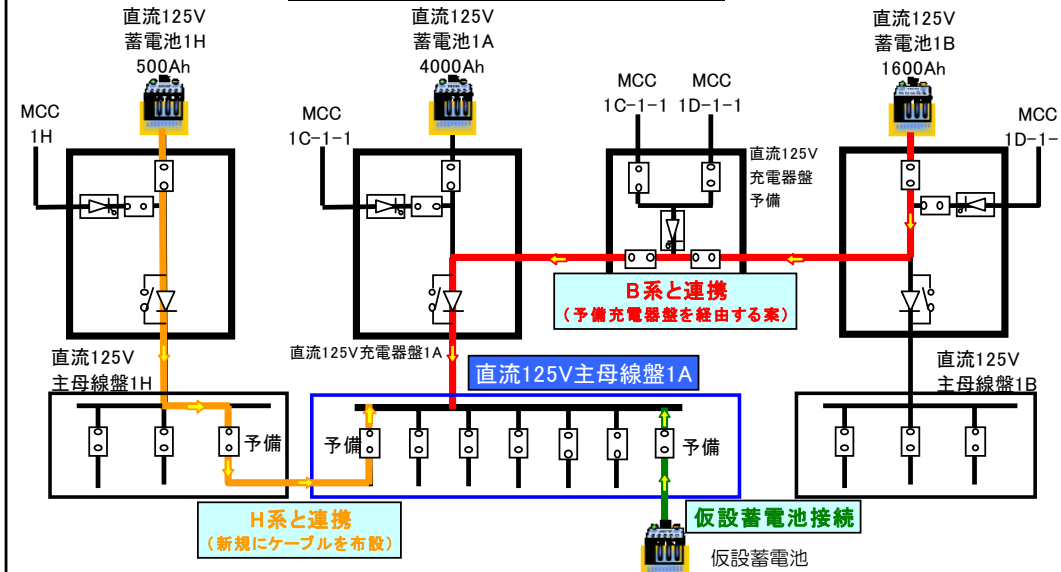 直流125V
蓄電池1H
500Ah
直流125V
蓄電池1A
4000Ah
直流125V
蓄電池1B
1600Ah
MCC
1H
MCC
1C-1-1
MCC
1C-1-1
MCC
1D-1-1
MCC
1D-1-
直流125V
充電器盤
予備
B系と連携
(予備充電器盤を経由する案)
直流125V充電器盤1A
直流125V
主母線盤1H
直流125V主母線盤1A
直流125V
主母線盤1B
予備
予備
予備
H系と連携
(新規にケーブルを布設)
仮設蓄電池接続
仮設蓄電池